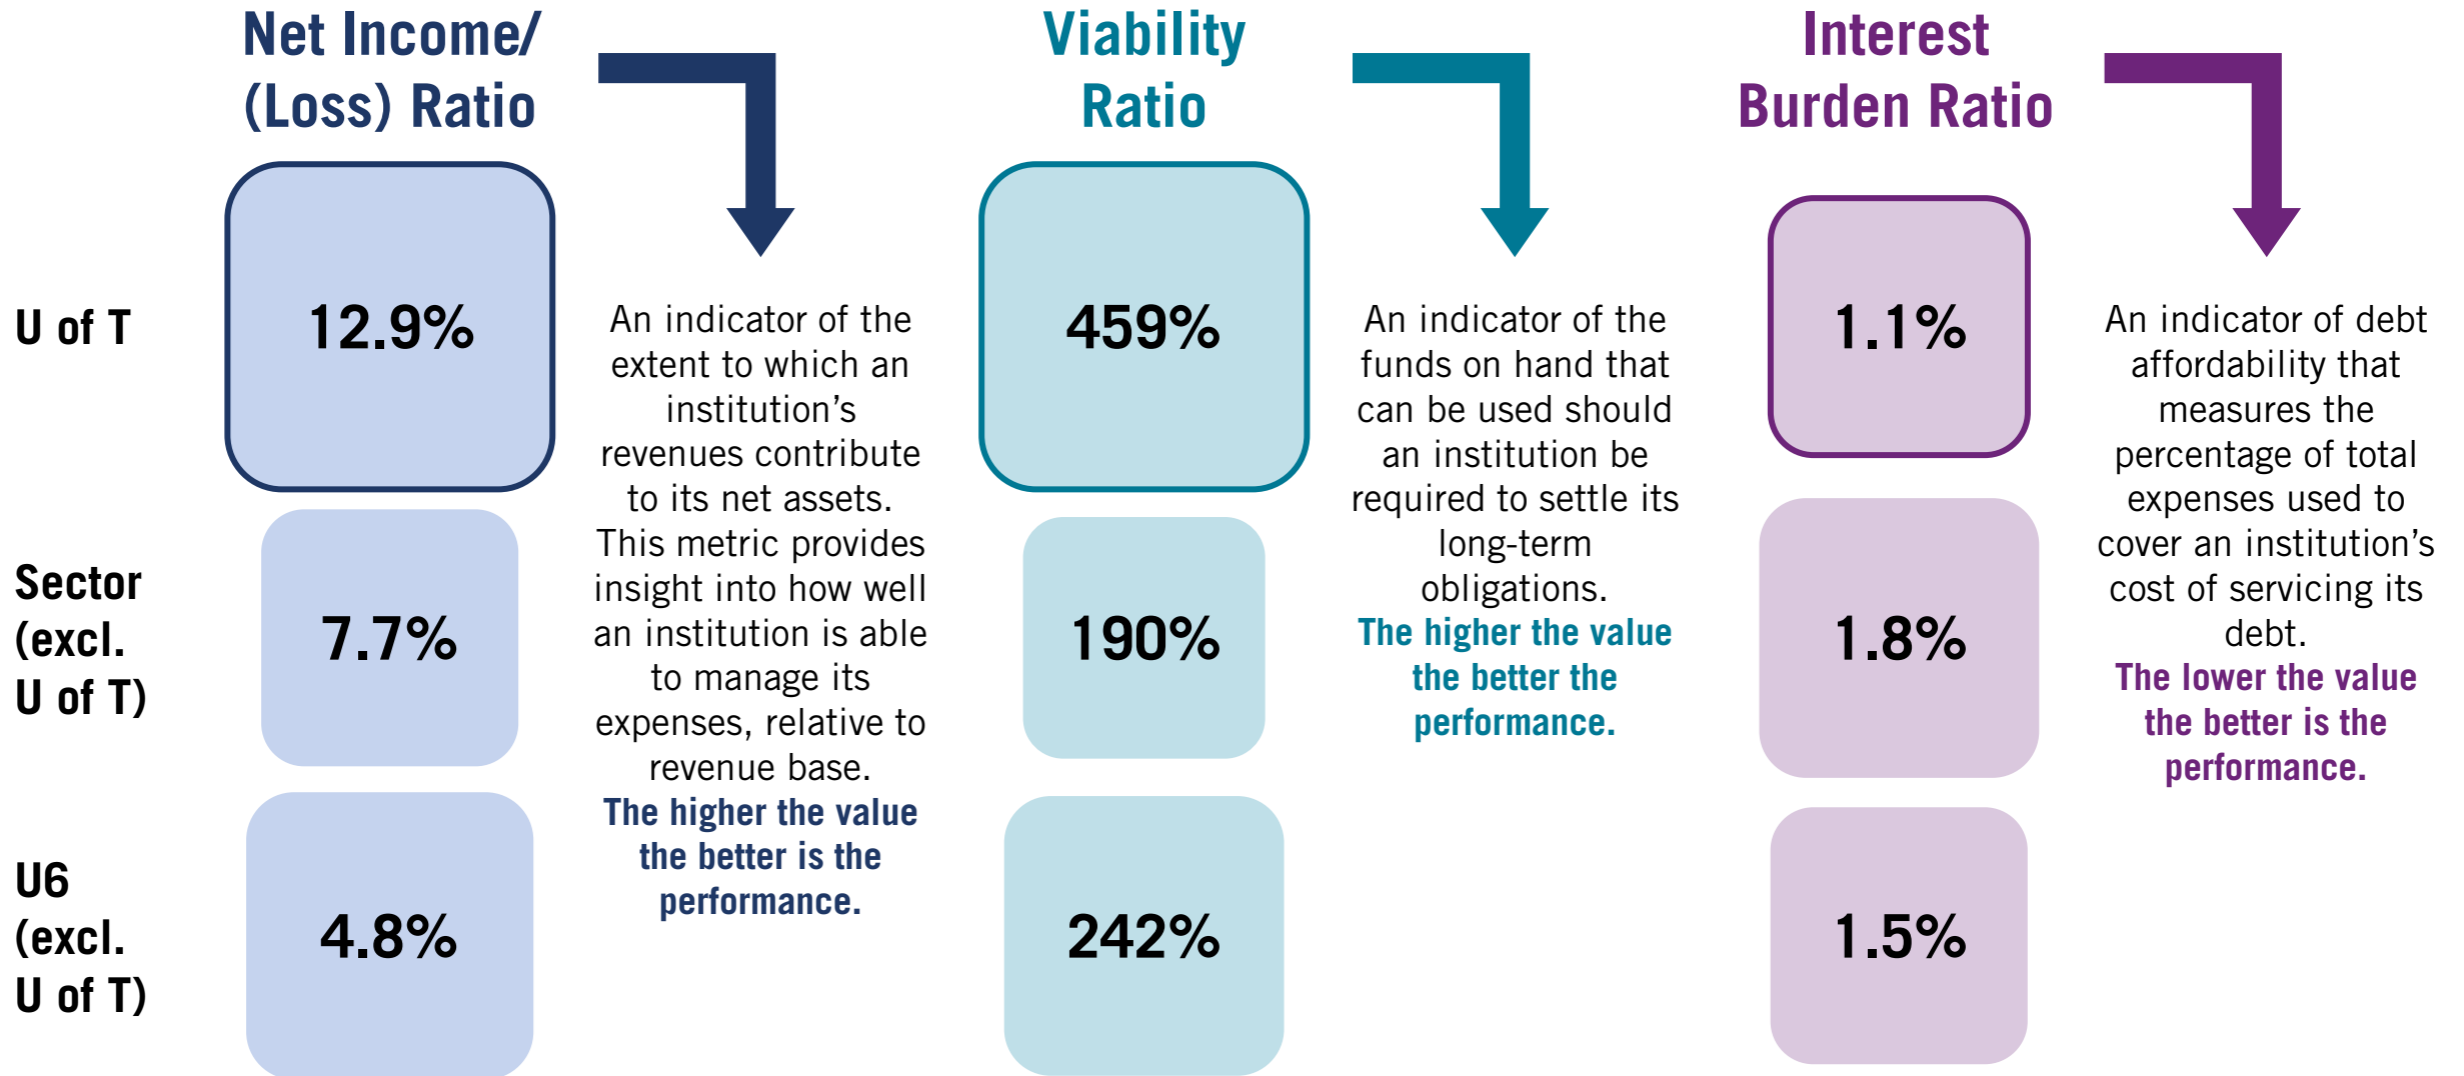 Net Income/
(Loss) Ratio
Viability
Ratio
Interest
Burden Ratio
U of T
12.9%
An indicator of the
extent to which an
institution’s
revenues contribute
to its net assets.
This metric provides
insight into how well
an institution is able
to manage its
expenses, relative to
revenue base.
The higher the value
the better is the
performance.
459%
An indicator of the
funds on hand that
can be used should
an institution be
required to settle its
long-term
obligations.
The higher the value
the better the
performance.
1.1%
An indicator of debt
affordability that
measures the
percentage of total
expenses used to
cover an institution’s
cost of servicing its
debt.
The lower the value
the better is the
performance.
Sector
(excl.
U of T)
7.7%
190%
1.8%
U6
(excl.
U of T)
4.8%
242%
1.5%